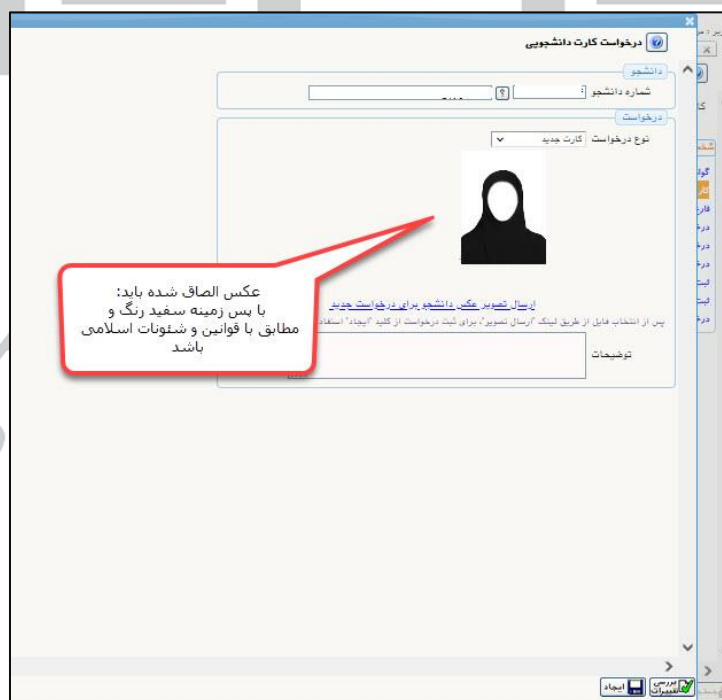 درخواست کارت دانشجویی
دانشجو
شماره دانشجو
درخواست
نوع درخواست کارت جدید
عکس الصاق شده باید:
با پس زمینه سفید رنگ و
مطابق با قوانین و شئونات اسلامی
باشد
ارسال تصویر عکس دانشجو برای درخواست جدید
پس از انتخاب فایل از طریق لینک "ارسال تصویر"، برای ثبت درخواست از کلید "ایجاد"
توضیحات
بررسی تغییرات
ایجاد